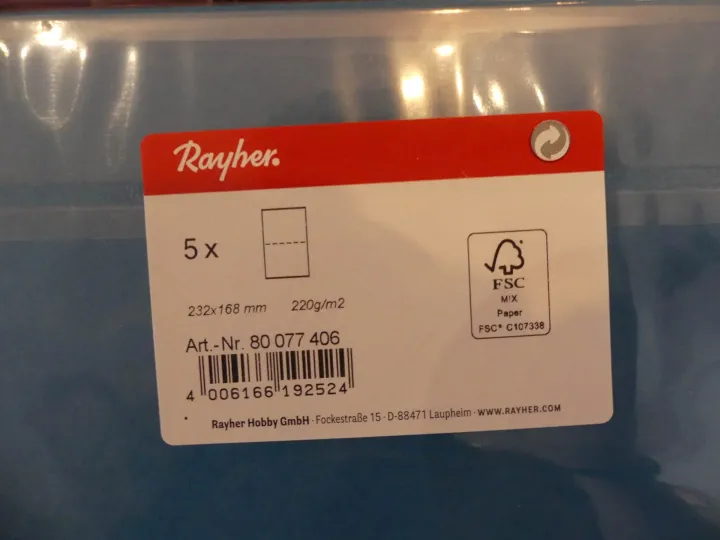 Rayher.
5 x
232x168 mm 220g/m2
FSC
MIX
Paper
FSC® C107338
Art.-Nr. 80 077 406
4 006166 192524
Rayher Hobby GmbH · Fockestraße 15 · D-88471 Laupheim · WWW.RAYHER.COM